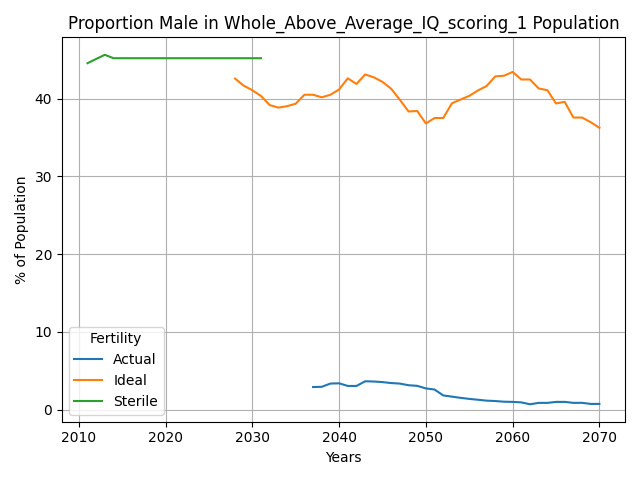 Proportion Male in Whole_Above_Average_IQ_scoring_1 Population
% of Population
40
30
20
10
0
Fertility
Actual
Ideal
Sterile
2010 2020 2030 2040 2050 2060 2070
Years